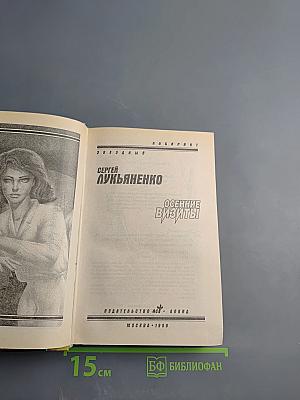 ЗВЕЗДНЫЙ ЛАБИРИНТ
СЕРГЕЙ
ЛУКЬЯНЕНКО
ОСЕННИЕ
ВИЗИТЫ
ИЗДАТЕЛЬСТВО АСТ
МОСКВА
15 см
БФ БИБЛИОФАН